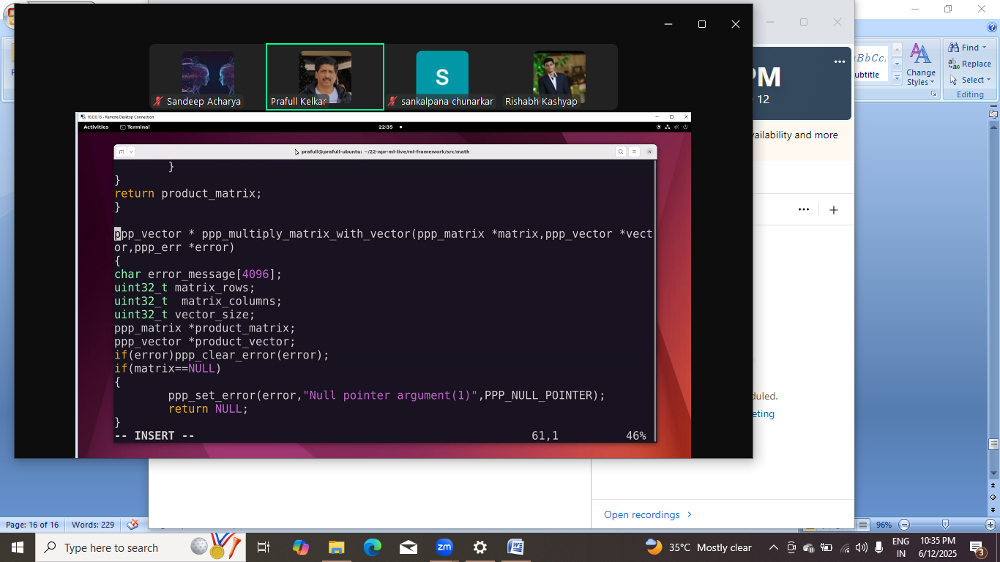 Sandeep Acharya
Prafull Kelkar
S
sankalpana chunarkar
Rishabh Kashyap
10.0.0.13 - Remote Desktop Connection
Activities
Terminal
22:35
prafull@prafull-ubuntu: ~/22-apr-ml-live/ml-framework/src/math
}
}
return product_matrix;
}
ppp_vector * ppp_multiply_matrix_with_vector(ppp_matrix *matrix,ppp_vector *vect
or,ppp_err *error)
{
char error_message[4096];
uint32_t matrix_rows;
uint32_t  matrix_columns;
uint32_t vector_size;
ppp_matrix *product_matrix;
ppp_vector *product_vector;
if(error)ppp_clear_error(error);
if(matrix==NULL)
{
ppp_set_error(error,"Null pointer argument(1)",PPP_NULL_POINTER);
return NULL;
}
-- INSERT --
61,1
46%
PM
12
vailability and more
duled.
eting
Open recordings
BbCc
ubtitle
Change
Styles
Find
Replace
Select
Editing
Page: 16 of 16
Words: 229
96%
Type here to search
zm
W
35°C Mostly clear
ENG
IN
10:35 PM
6/12/2025
3